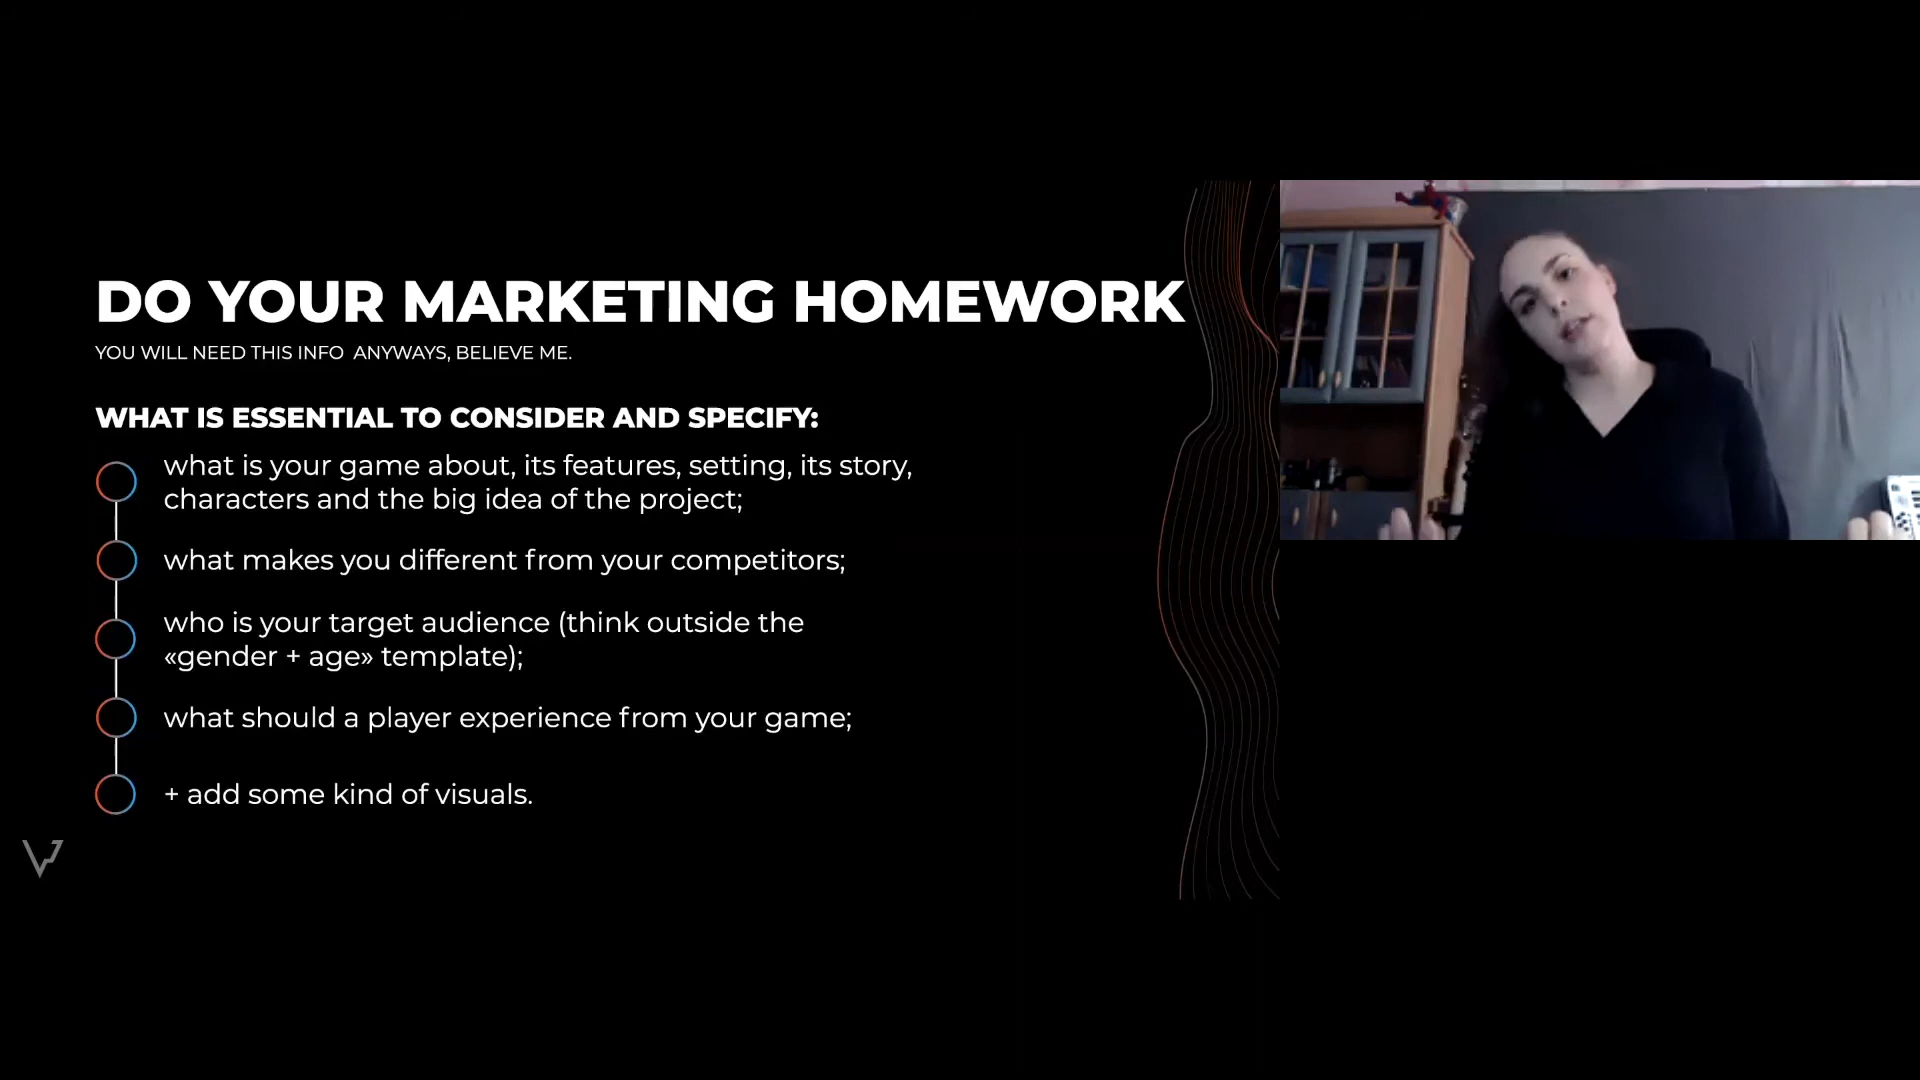 DO YOUR MARKETING HOMEWORK
YOU WILL NEED THIS INFO ANYWAYS, BELIEVE ME.
WHAT IS ESSENTIAL TO CONSIDER AND SPECIFY:
what is your game about, its features, setting, its story,
characters and the big idea of the project;
what makes you different from your competitors;
who is your target audience (think outside the
«gender + age» template);
what should a player experience from your game;
+ add some kind of visuals.